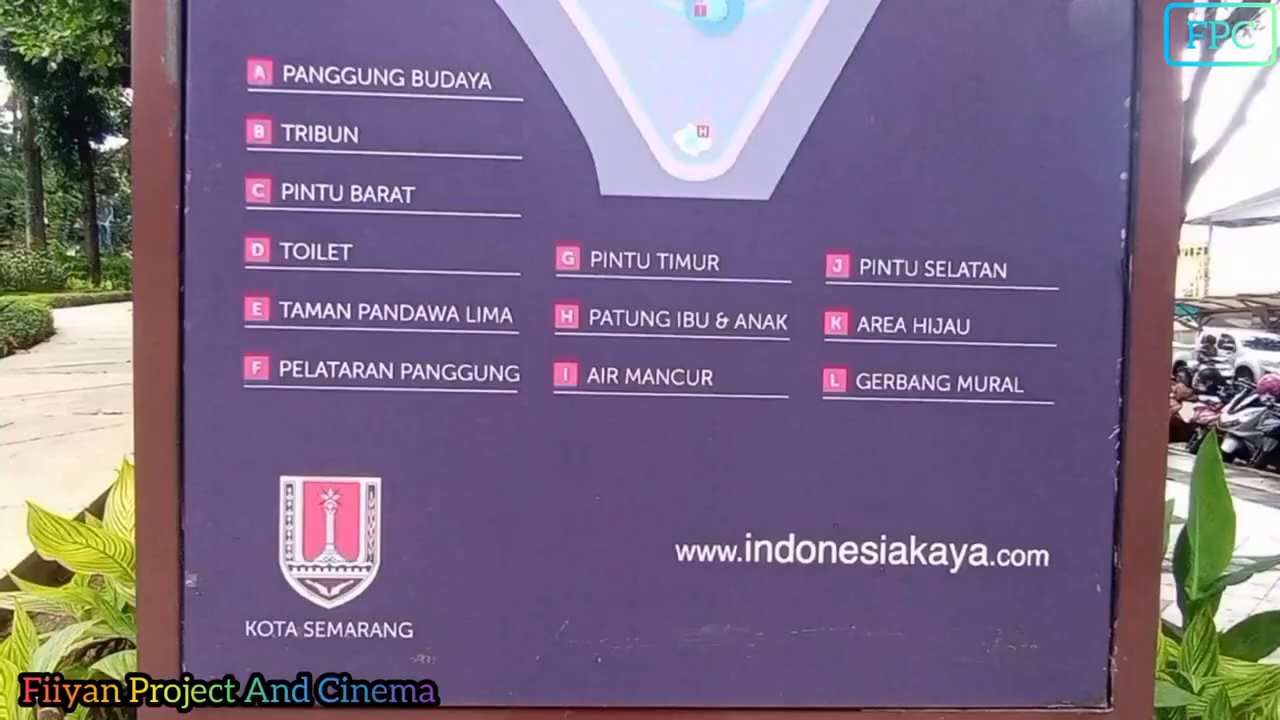 FPC
I
H
A PANGGUNG BUDAYA
B TRIBUN
C PINTU BARAT
D TOILET
E TAMAN PANDAWA LIMA
F PELATARAN PANGGUNG
G PINTU TIMUR
H PATUNG IBU & ANAK
I AIR MANCUR
J PINTU SELATAN
K AREA HIJAU
L GERBANG MURAL
KOTA SEMARANG
www.indonesiakaya.com
Fiiyan Project And Cinema